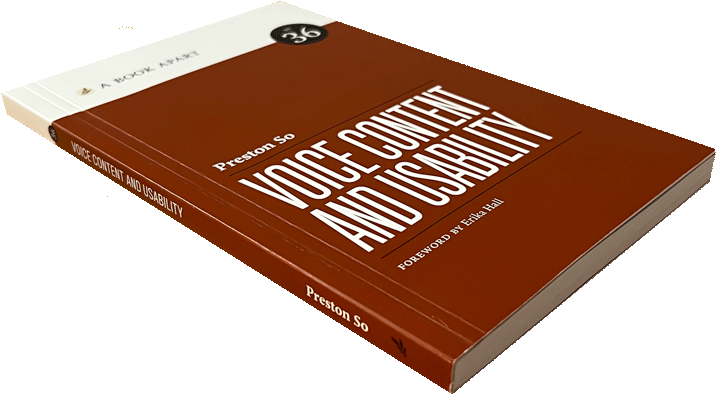 A BOOK APART
36
Preston So
VOICE CONTENT
AND USABILITY
FOREWORD BY Erika Hall
VOICE CONTENT AND USABILITY
Preston So